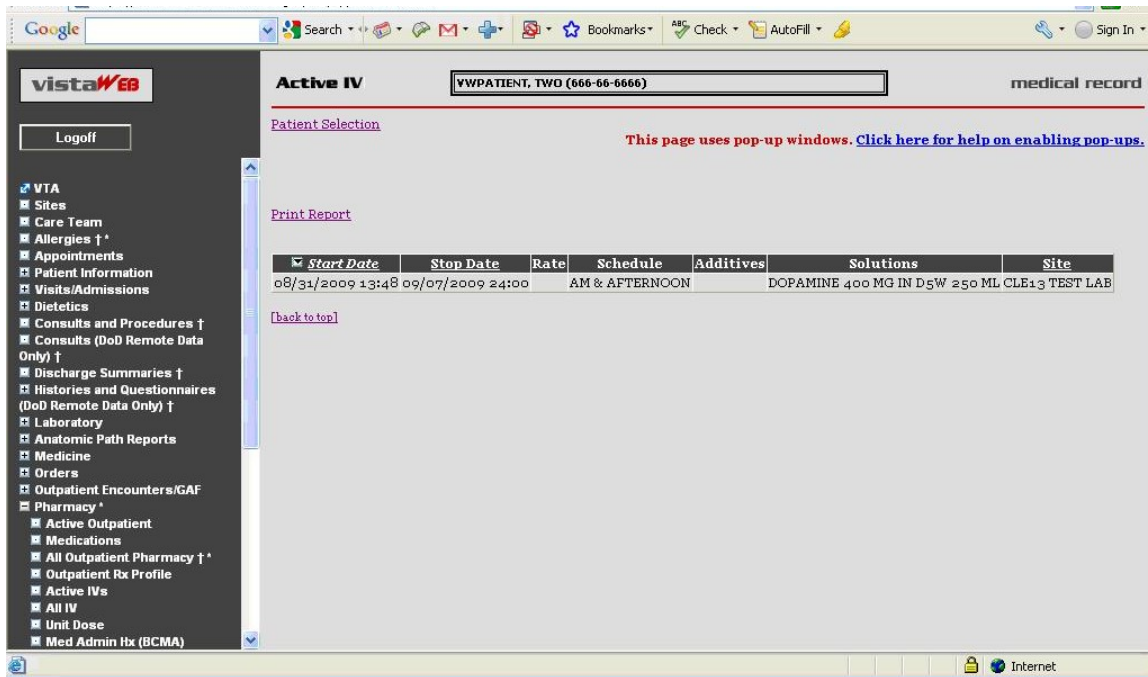 Google Search Bookmarks ABC Check AutoFill Sign In
vistaWEB
Active IV
VWPATIENT, TWO (666-66-6666)
medical record
Logoff
Patient Selection
This page uses pop-up windows. Click here for help on enabling pop-ups.
VTA
Sites
Care Team
Allergies † *
Appointments
Patient Information
Visits/Admissions
Dietetics
Consults and Procedures †
Consults (DoD Remote Data
Only) †
Discharge Summaries †
Histories and Questionnaires
(DoD Remote Data Only) †
Laboratory
Anatomic Path Reports
Medicine
Orders
Outpatient Encounters/GAF
Pharmacy *
Active Outpatient
Medications
All Outpatient Pharmacy † *
Outpatient Rx Profile
Active IVs
All IV
Unit Dose
Med Admin Hx (BCMA)
Print Report
Start Date Stop Date Rate Schedule Additives Solutions Site
08/31/2009 13:48 09/07/2009 24:00 AM & AFTERNOON DOPAMINE 400 MG IN D5W 250 ML CLE13 TEST LAB
[back to top]
Internet